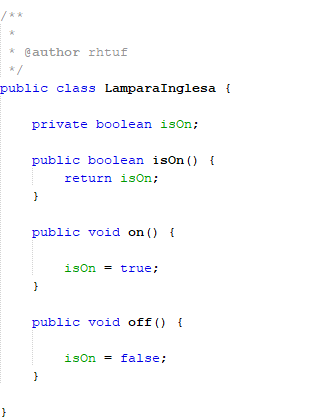 /**
 *
 * @author rhtuf
 */
public class LamparaInglesa {
    private boolean isOn;
    public boolean isOn() {
        return isOn;
    }
    public void on() {
        isOn = true;
    }
    public void off() {
        isOn = false;
    }
}